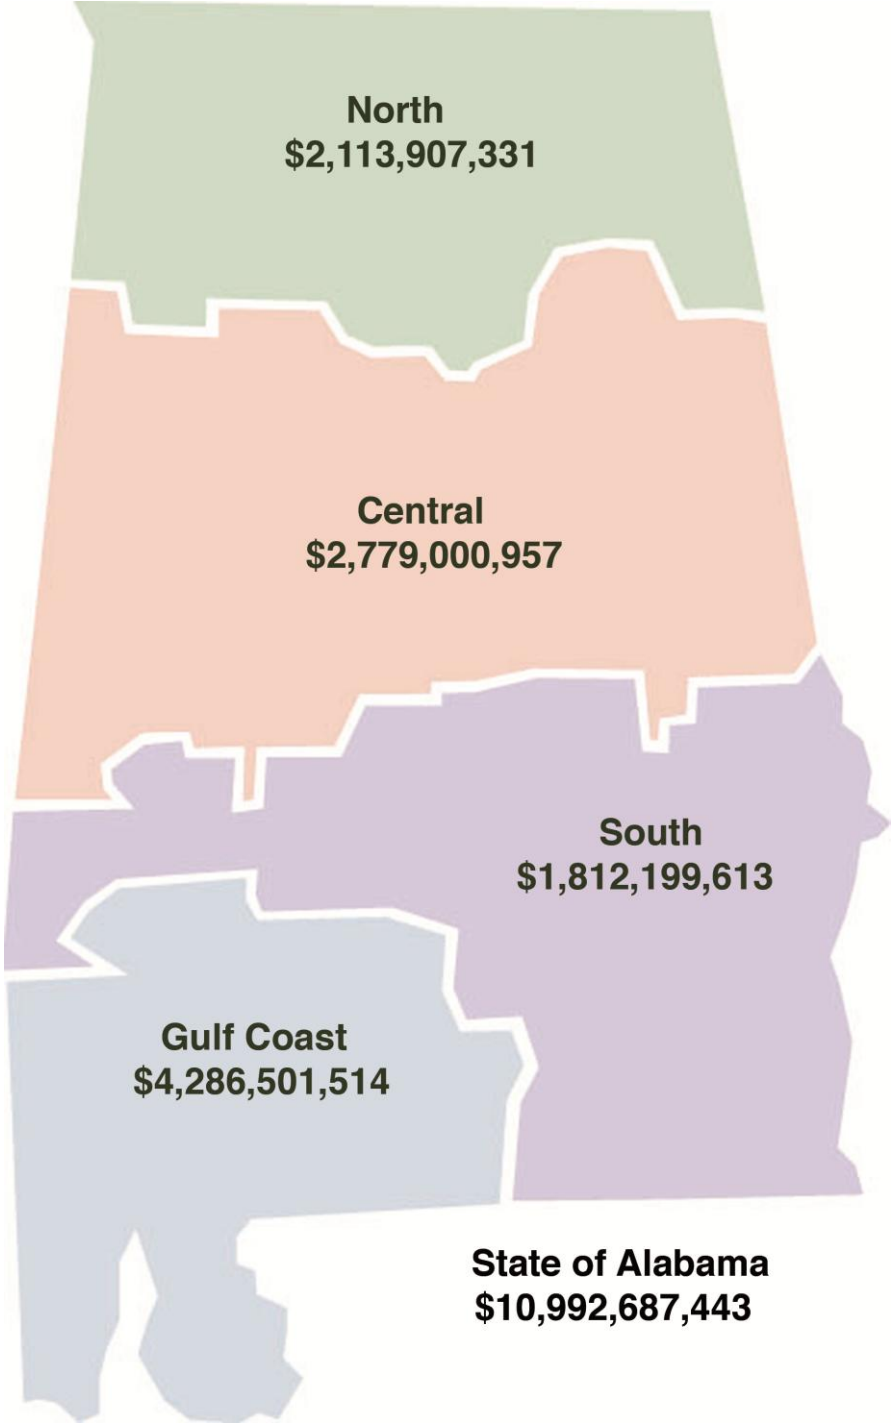 North
$2,113,907,331
Central
$2,779,000,957
South
$1,812,199,613
Gulf Coast
$4,286,501,514
State of Alabama
$10,992,687,443